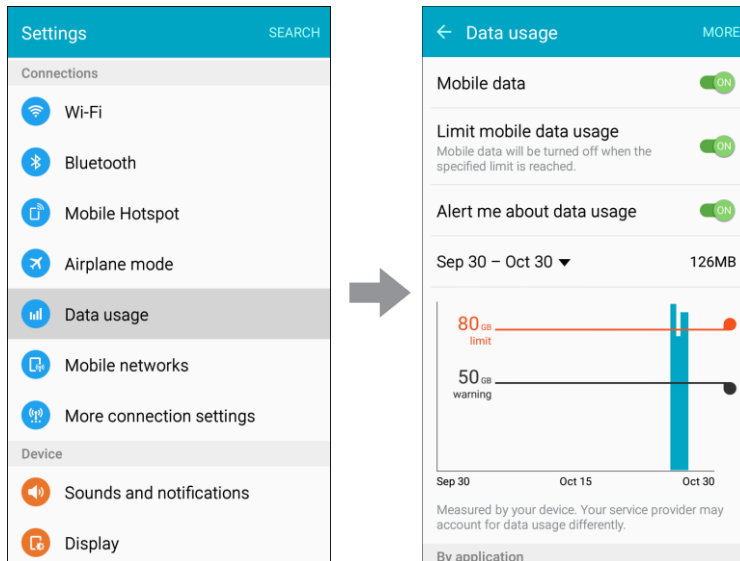 Settings SEARCH
Connections
Wi-Fi
Bluetooth
Mobile Hotspot
Airplane mode
Data usage
Mobile networks
More connection settings
Device
Sounds and notifications
Display
Data usage MORE
Mobile data ON
Limit mobile data usage
Mobile data will be turned off when the
specified limit is reached.
ON
Alert me about data usage ON
Sep 30 – Oct 30 126MB
80 GB
limit
50 GB
warning
Sep 30 Oct 15 Oct 30
Measured by your device. Your service provider may
account for data usage differently.
By application